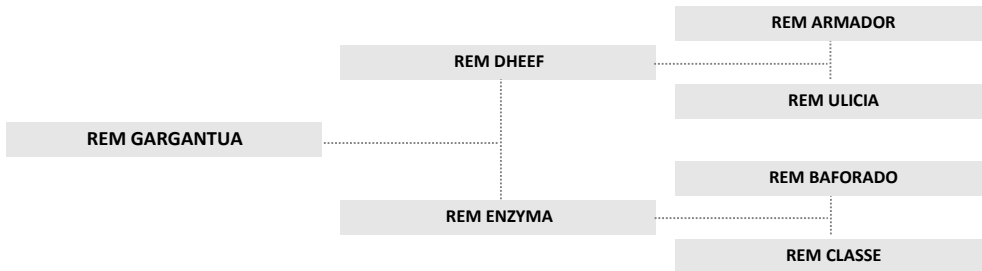 REM ARMADOR
REM DHEEF
REM ULICIA
REM GARGANTUA
REM BAFORADO
REM ENZYMA
REM CLASSE